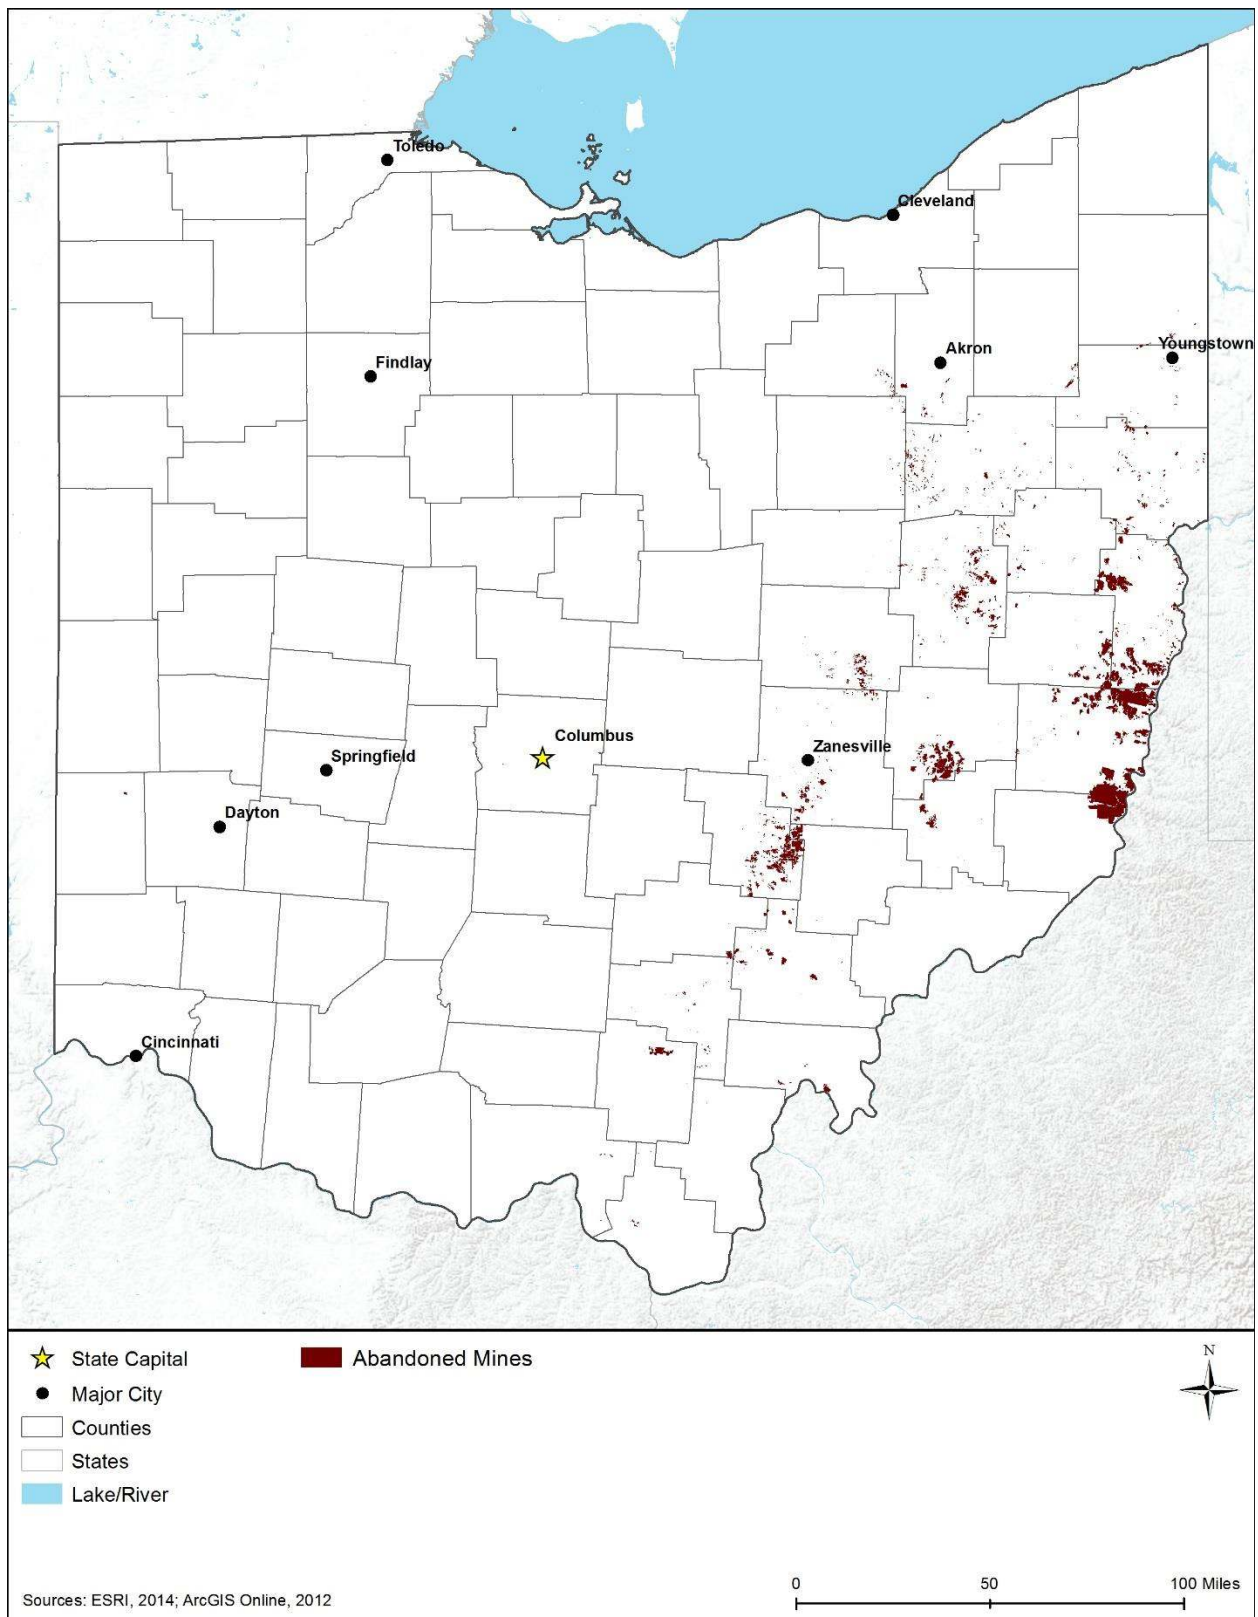 Toledo
Cleveland
Youngstown
Akron
Findlay
Columbus
Zanesville
Springfield
Dayton
Cincinnati
State Capital
Abandoned Mines
N
Major City
Counties
States
Lake/River
0 50 100 Miles
Sources: ESRI, 2014; ArcGIS Online, 2012